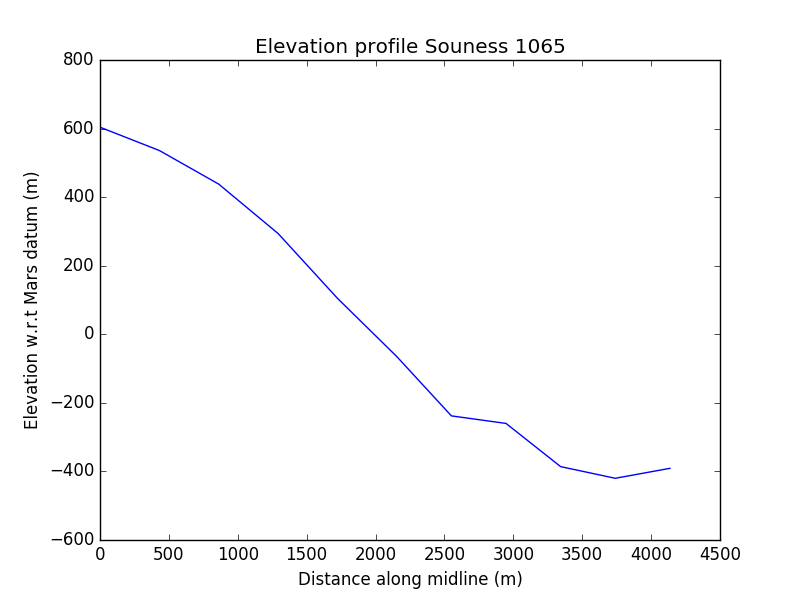 Elevation profile Souness 1065
800
600
400
200
0
−200
−400
−600
Elevation w.r.t Mars datum (m)
0 500 1000 1500 2000 2500 3000 3500 4000 4500
Distance along midline (m)